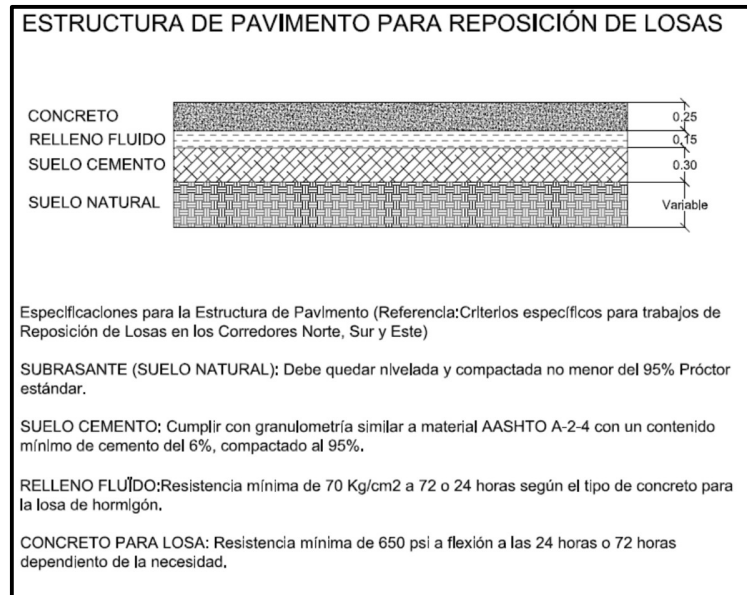 ESTRUCTURA DE PAVIMENTO PARA REPOSICIÓN DE LOSAS
CONCRETO
0.25
RELLENO FLUIDO
0.15
SUELO CEMENTO
0.30
SUELO NATURAL
Variable
Especificaciones para la Estructura de Pavimento (Referencia:Criterios específicos para trabajos de
Reposición de Losas en los Corredores Norte, Sur y Este)
SUBRASANTE (SUELO NATURAL): Debe quedar nivelada y compactada no menor del 95% Próctor
estándar.
SUELO CEMENTO: Cumplir con granulometría similar a material AASHTO A-2-4 con un contenido
mínimo de cemento del 6%, compactado al 95%.
RELLENO FLUÏDO:Resistencia mínima de 70 Kg/cm2 a 72 o 24 horas según el tipo de concreto para
la losa de hormigón.
CONCRETO PARA LOSA: Resistencia mínima de 650 psi a flexión a las 24 horas o 72 horas
dependiento de la necesidad.